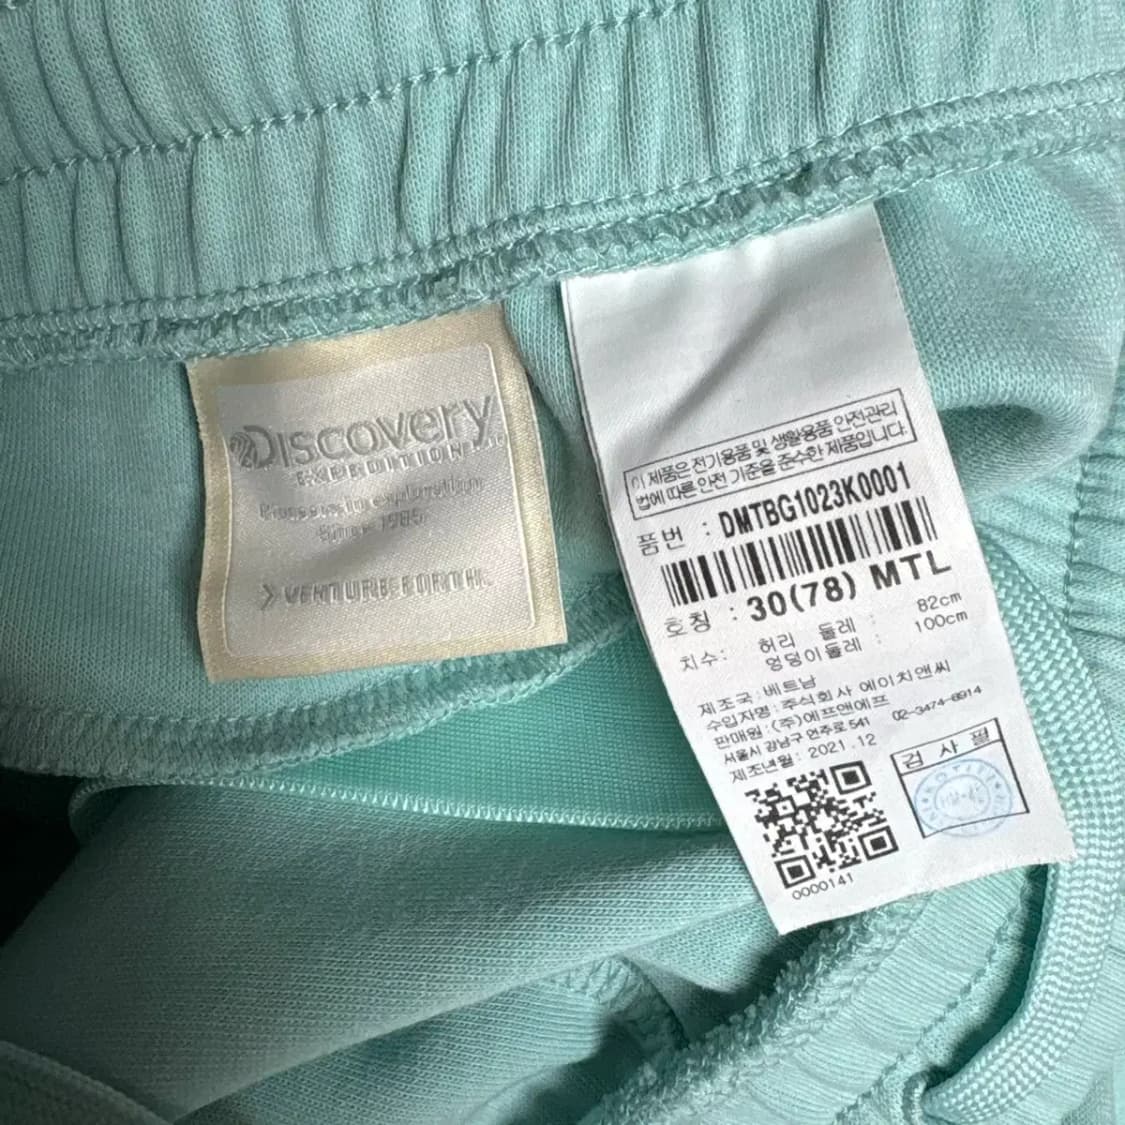 DISCOVERY
EXPEDITION
Pioneers in exploration
Since 1985
VENTURE FORTH.
이 제품은 전기용품 및 생활용품 안전관리
법에 따른 안전 기준을 준수한 제품입니다.
품번 : DMTBG1023K0001
호칭 : 30(78) MTL
치수: 허리 둘레 : 82cm
엉덩이둘레 : 100cm
제조국:베트남
수입자명:주식회사 에이치앤씨
판매원:(주)에프앤에프 02-3474-8914
서울시 강남구 언주로 541
제조년월: 2021.12
검 사 필
0000141